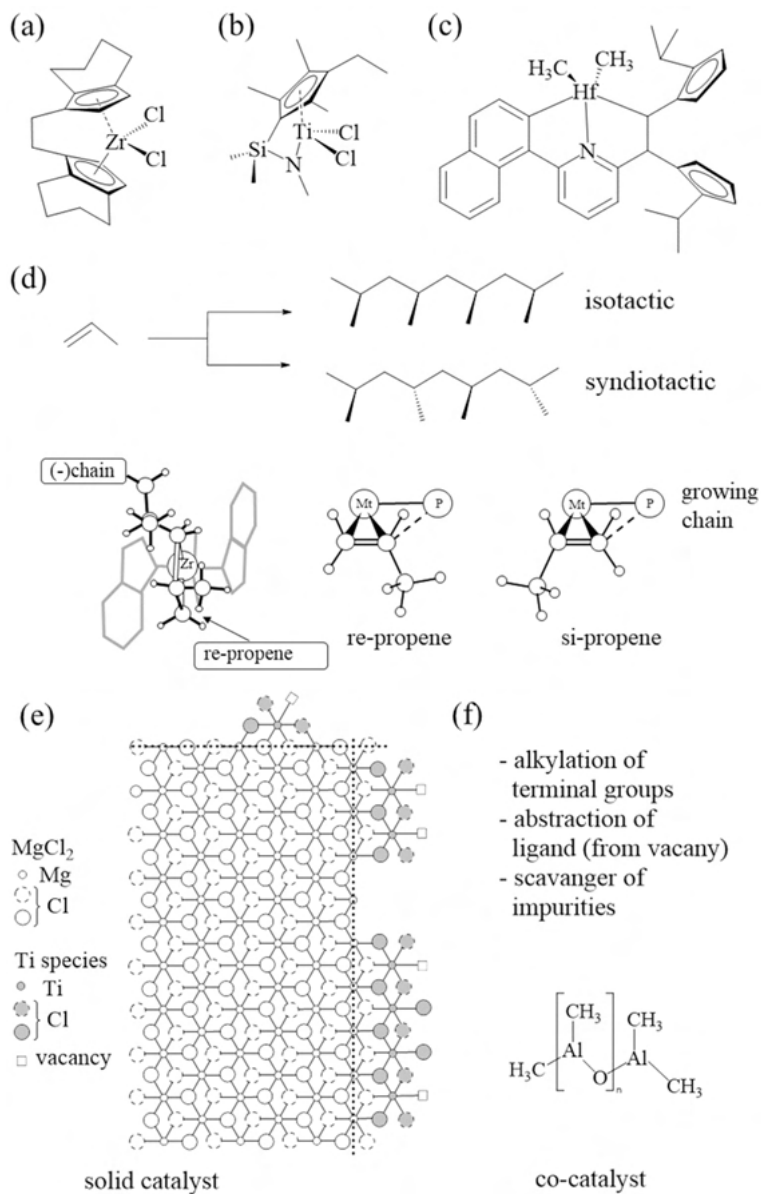 (a)
(b)
(c)
Zr
Cl
Cl
Si
Ti
N
Cl
Cl
H₃C
CH₃
Hf
N
(d)
isotactic
syndiotactic
(-)chain
Zr
re-propene
Mt
P
re-propene
Mt
P
si-propene
growing
chain
(e)
MgCl₂
Mg
Cl
Ti species
Ti
Cl
vacancy
solid catalyst
(f)
- alkylation of
terminal groups
- abstraction of
ligand (from vacany)
- scavanger of
impurities
CH₃
CH₃
Al
Al
H₃C
O
n
CH₃
co-catalyst